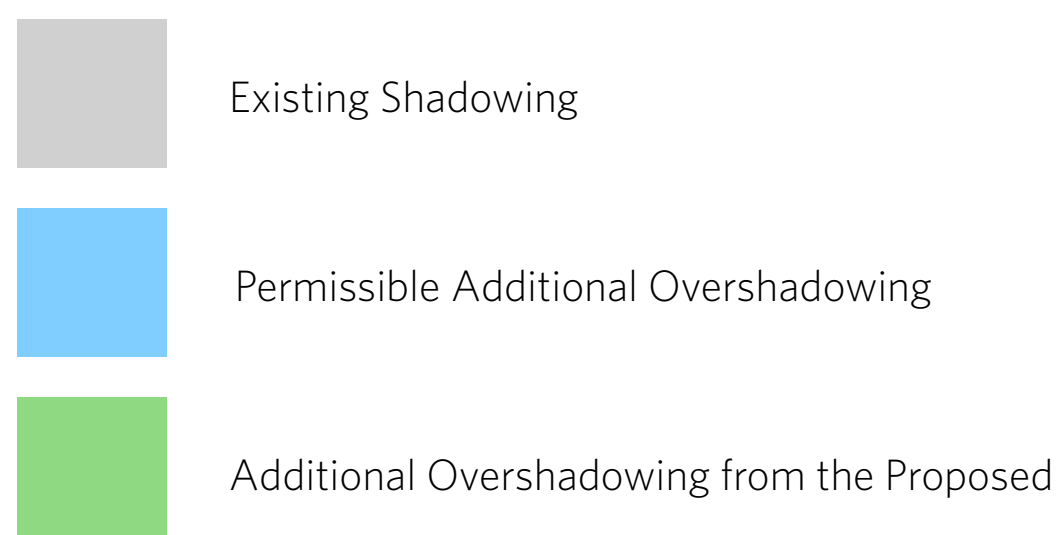 Existing Shadowing
Permissible Additional Overshadowing
Additional Overshadowing from the Proposed